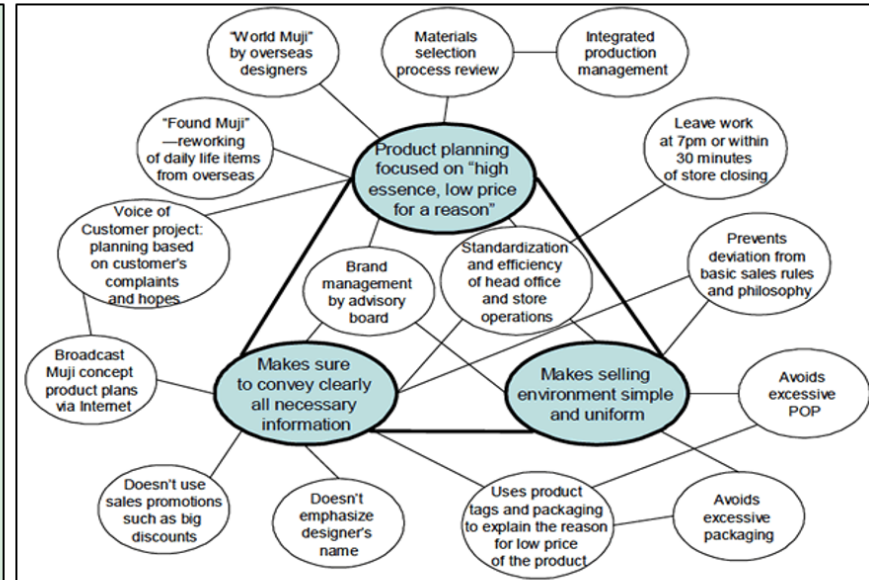 “World Muji”
by overseas
designers
Materials
selection
process review
Integrated
production
management
“Found Muji”
—reworking
of daily life items
from overseas
Product planning
focused on “high
essence, low price
for a reason”
Leave work
at 7pm or within
30 minutes
of store closing
Voice of
Customer project:
planning based
on customer’s
complaints
and hopes
Brand
management
by advisory
board
Standardization
and efficiency
of head office
and store
operations
Prevents
deviation from
basic sales rules
and philosophy
Broadcast
Muji concept
product plans
via Internet
Makes sure
to convey clearly
all necessary
information
Makes selling
environment simple
and uniform
Avoids
excessive
POP
Doesn’t use
sales promotions
such as big
discounts
Doesn’t
emphasize
designer’s
name
Uses product
tags and packaging
to explain the reason
for low price
of the product
Avoids
excessive
packaging